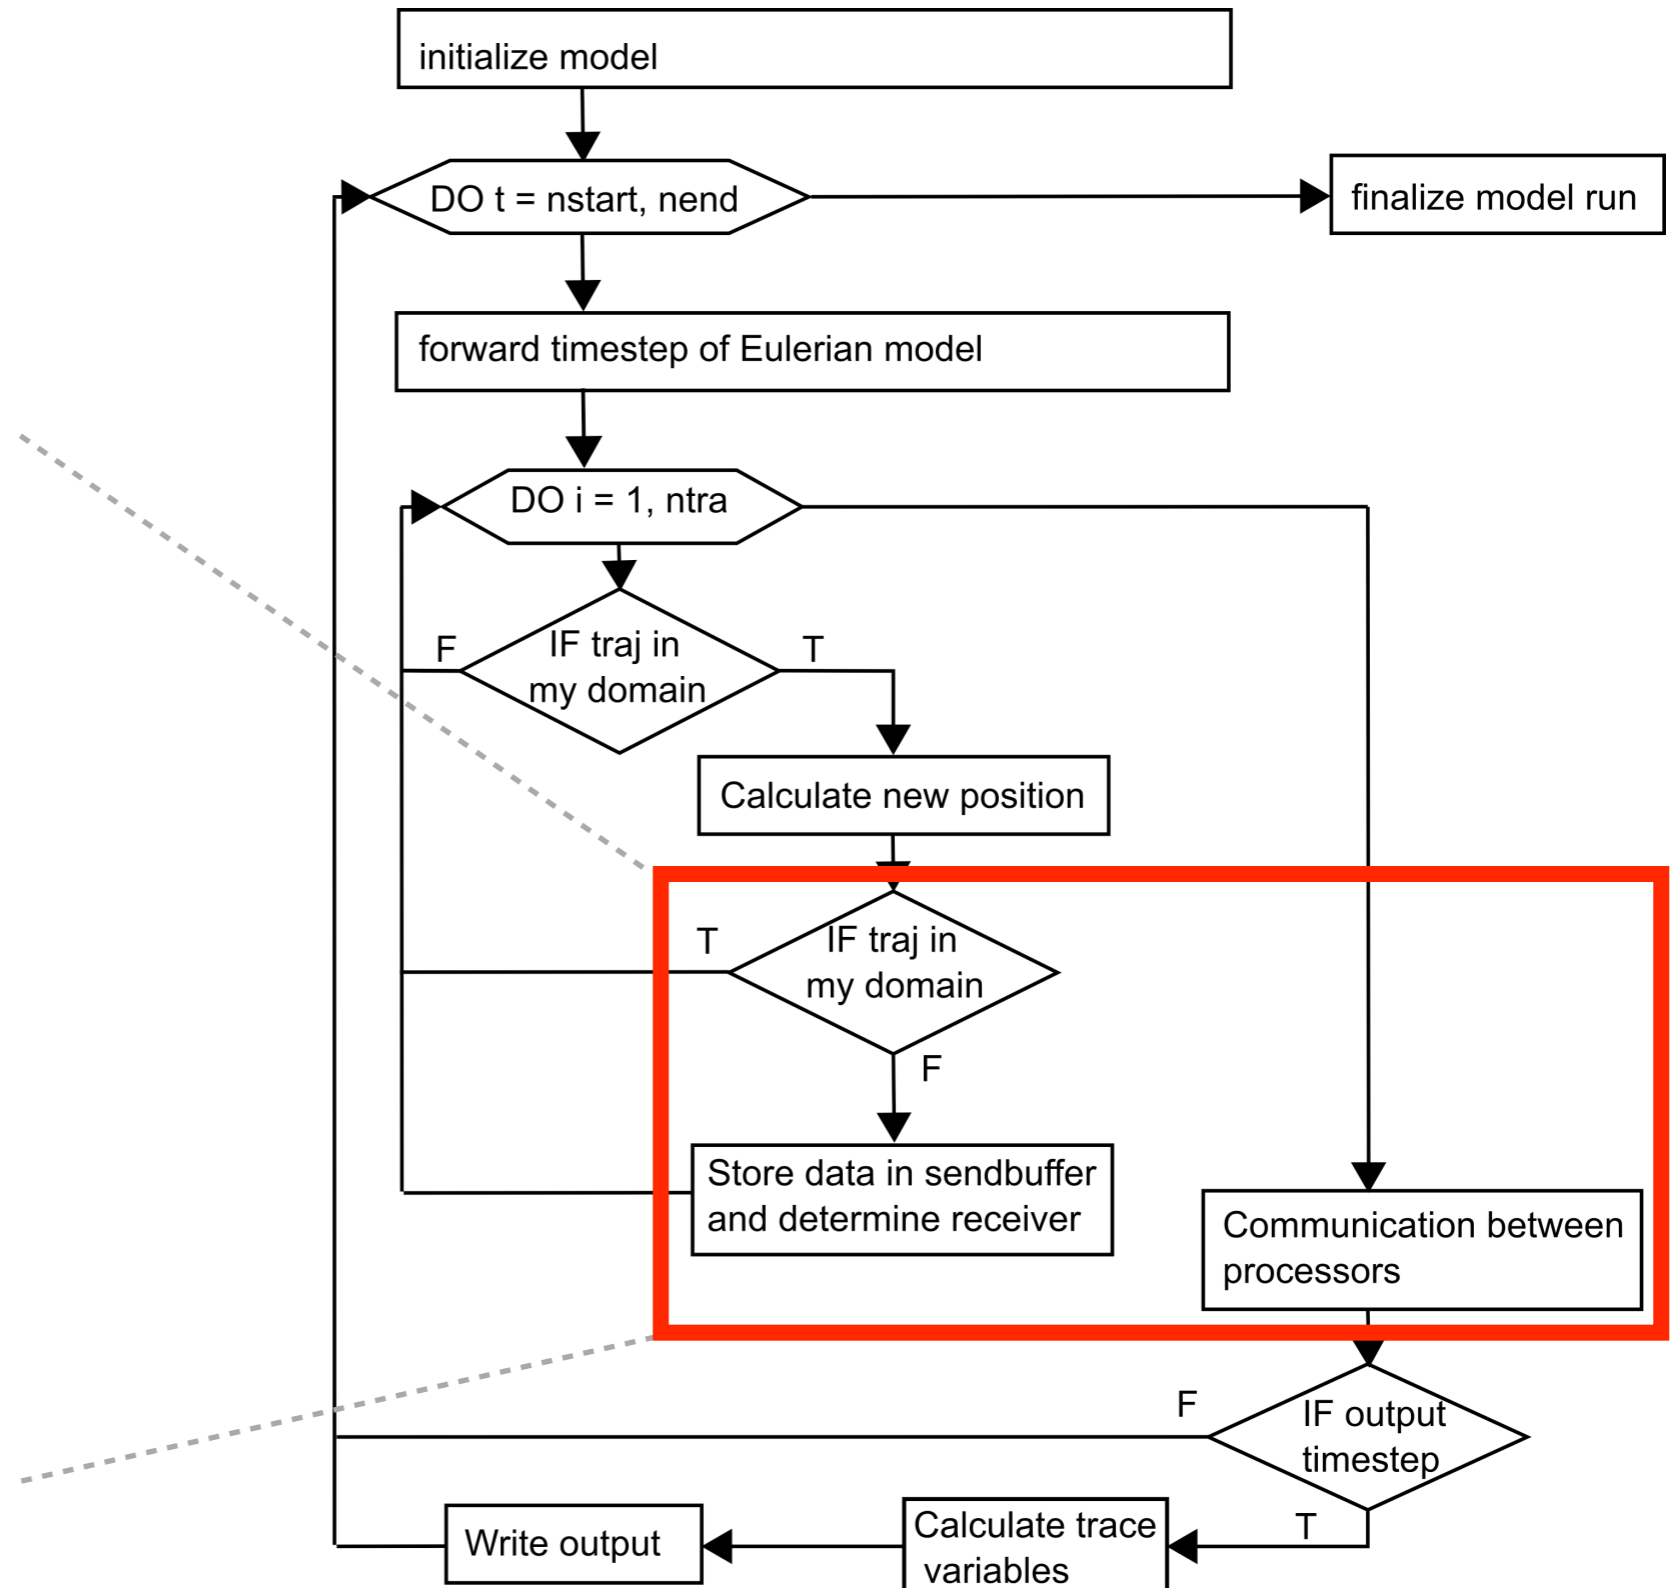 initialize model
DO t = nstart, nend
finalize model run
forward timestep of Eulerian model
DO i = 1, ntra
F
IF traj in
my domain
T
Calculate new position
T
IF traj in
my domain
F
Store data in sendbuffer
and determine receiver
Communication between
processors
F
IF output
timestep
T
Calculate trace
variables
Write output